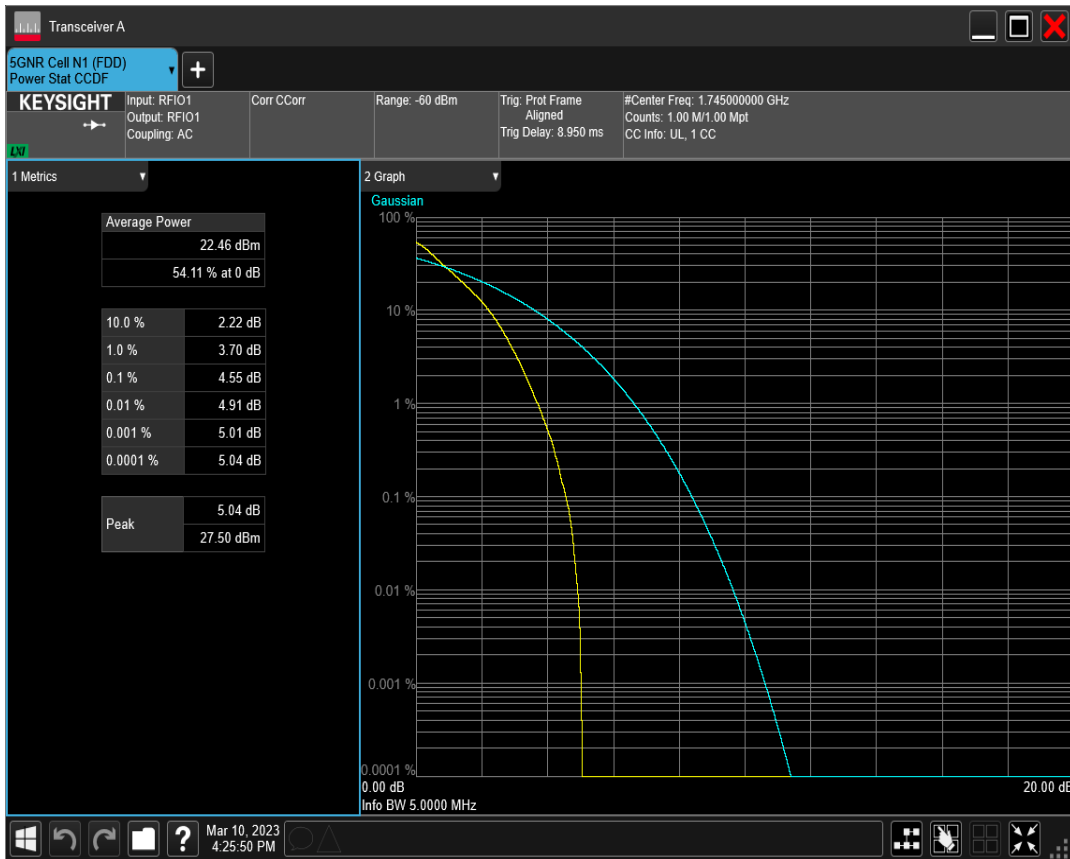 Transceiver A
5GNR Cell N1 (FDD)
Power Stat CCDF
+
KEYSIGHT
LXI
Input: RFIO1
Output: RFIO1
Coupling: AC
Corr CCorr
Range: -60 dBm
Trig: Prot Frame
Aligned
Trig Delay: 8.950 ms
#Center Freq: 1.745000000 GHz
Counts: 1.00 M/1.00 Mpt
CC Info: UL, 1 CC
1 Metrics
Average Power
22.46 dBm
54.11 % at 0 dB
10.0 % 2.22 dB
1.0 % 3.70 dB
0.1 % 4.55 dB
0.01 % 4.91 dB
0.001 % 5.01 dB
0.0001 % 5.04 dB
Peak
5.04 dB
27.50 dBm
2 Graph
Gaussian
100 %
10 %
1 %
0.1 %
0.01 %
0.001 %
0.0001 %
0.00 dB 20.00 dB
Info BW 5.0000 MHz
?
Mar 10, 2023
4:25:50 PM